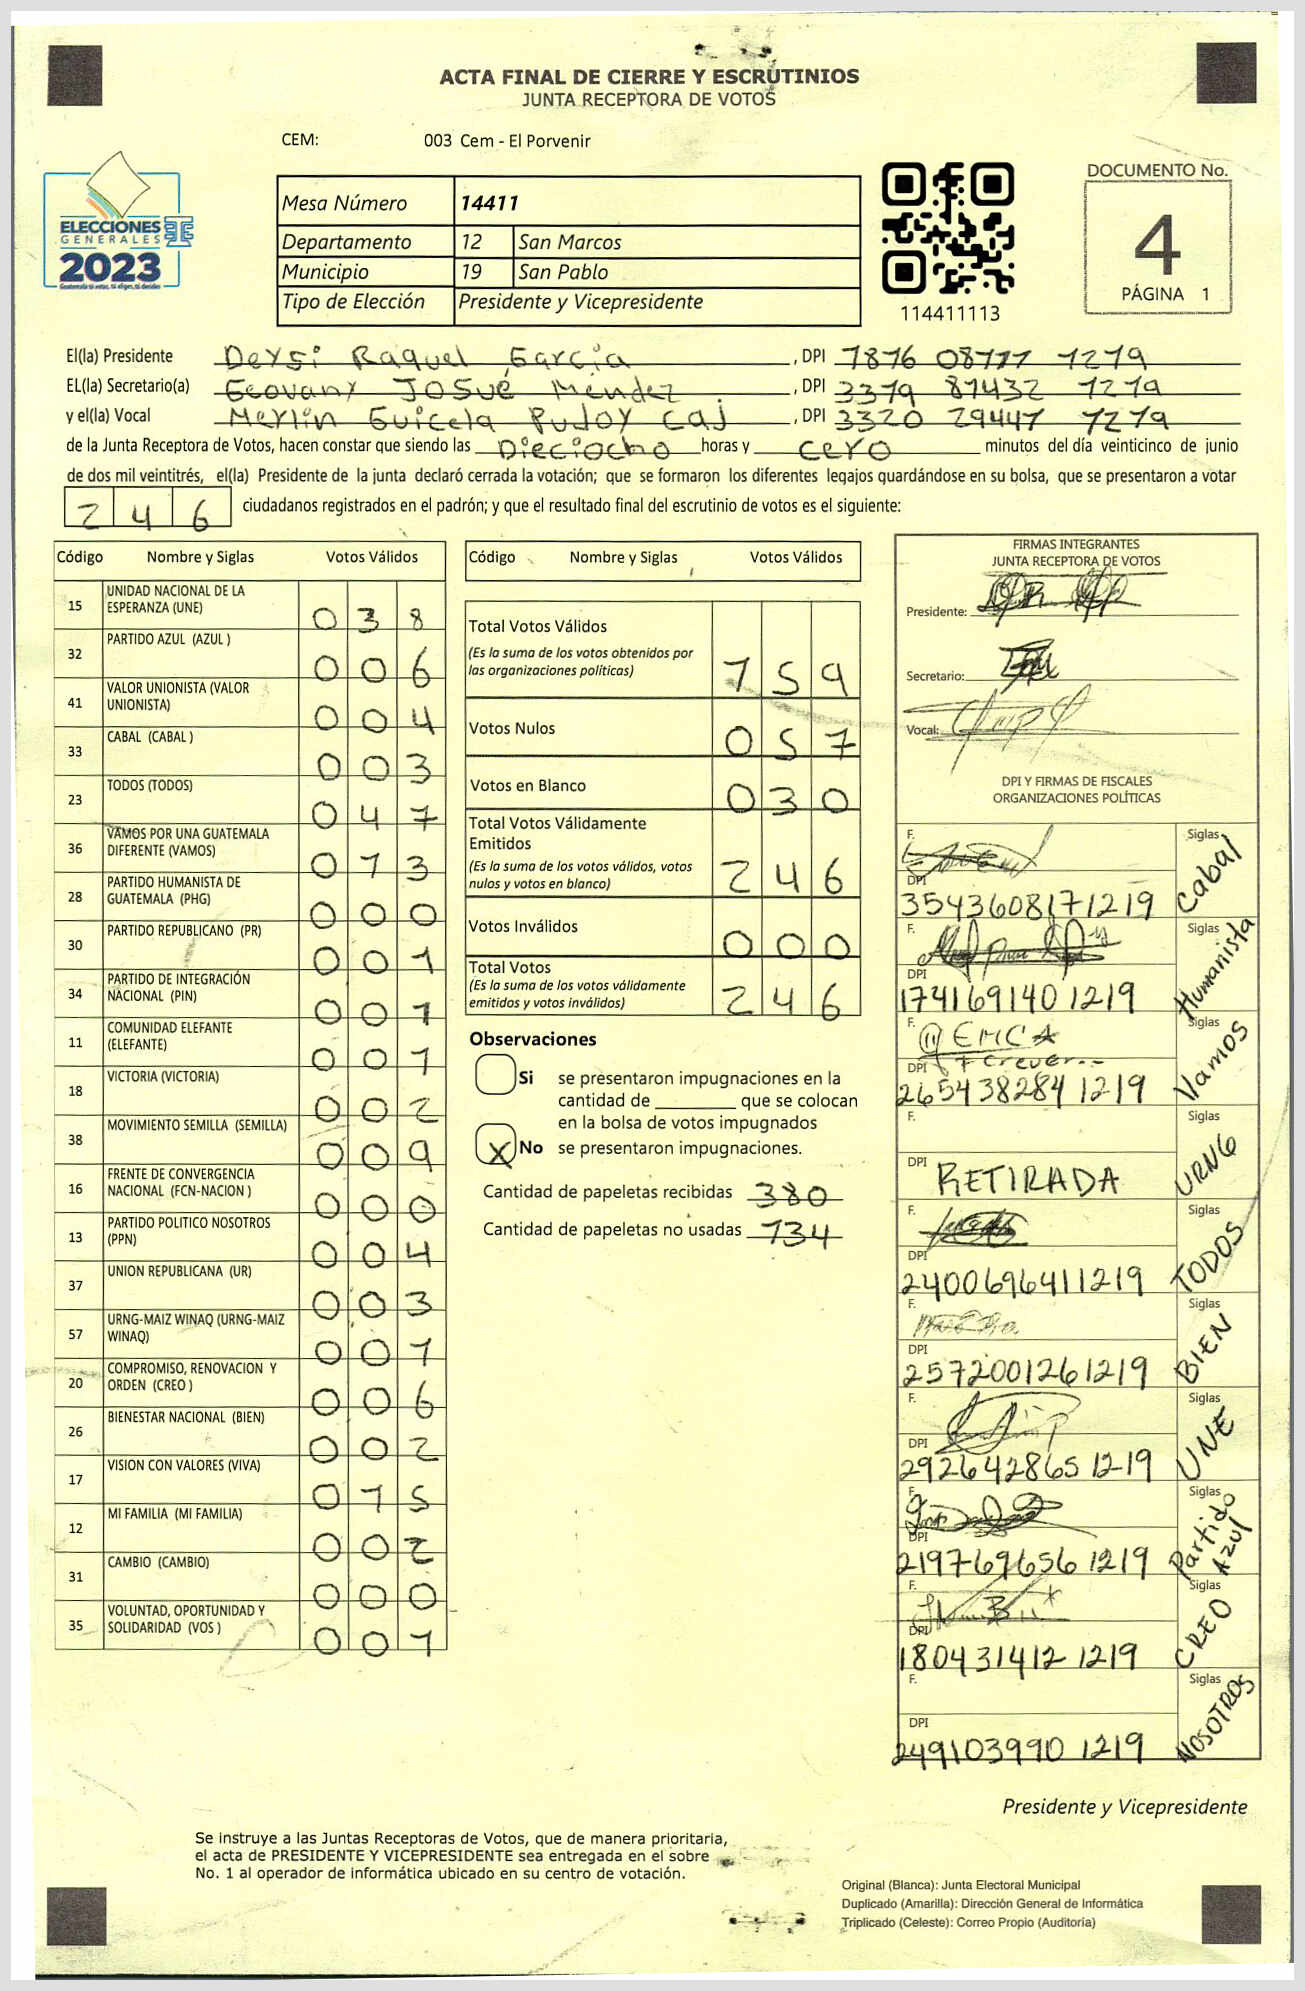 ACTA FINAL DE CIERRE Y ESCRUTINIOS
JUNTA RECEPTORA DE VOTOS
CEM: 003 Cem - El Porvenir
ELECCIONES
GENERALES
2023
Guatemala tú votas, tú eliges, tú decides
Mesa Número 14411
Departamento 12 San Marcos
Municipio 19 San Pablo
Tipo de Elección Presidente y Vicepresidente
114411113
DOCUMENTO No.
4
PÁGINA 1
El(la) Presidente Deysi Raquel García, DPI 1876 08777 1219
EL(la) Secretario(a) Geovany Josué Méndez, DPI 3379 87432 1219
y el(la) Vocal Merlin Guicela Pujoy Caj, DPI 3320 29447 1219
de la Junta Receptora de Votos, hacen constar que siendo las Dieciocho horas y cero minutos del día veinticinco de junio
de dos mil veintitrés, el(la) Presidente de la junta declaró cerrada la votación; que se formaron los diferentes legajos guardándose en su bolsa, que se presentaron a votar
246 ciudadanos registrados en el padrón; y que el resultado final del escrutinio de votos es el siguiente:
Código Nombre y Siglas Votos Válidos
15 UNIDAD NACIONAL DE LA ESPERANZA (UNE) 038
32 PARTIDO AZUL (AZUL ) 006
41 VALOR UNIONISTA (VALOR UNIONISTA) 004
33 CABAL (CABAL ) 003
23 TODOS (TODOS) 047
36 VAMOS POR UNA GUATEMALA DIFERENTE (VAMOS) 013
28 PARTIDO HUMANISTA DE GUATEMALA (PHG) 000
30 PARTIDO REPUBLICANO (PR) 001
34 PARTIDO DE INTEGRACIÓN NACIONAL (PIN) 001
11 COMUNIDAD ELEFANTE (ELEFANTE) 001
18 VICTORIA (VICTORIA) 002
38 MOVIMIENTO SEMILLA (SEMILLA) 009
16 FRENTE DE CONVERGENCIA NACIONAL (FCN-NACION ) 000
13 PARTIDO POLITICO NOSOTROS (PPN) 004
37 UNION REPUBLICANA (UR) 003
57 URNG-MAIZ WINAQ (URNG-MAIZ WINAQ) 001
20 COMPROMISO, RENOVACION Y ORDEN (CREO ) 006
26 BIENESTAR NACIONAL (BIEN) 002
17 VISION CON VALORES (VIVA) 015
12 MI FAMILIA (MI FAMILIA) 002
31 CAMBIO (CAMBIO) 000
35 VOLUNTAD, OPORTUNIDAD Y SOLIDARIDAD (VOS ) 001
Código Nombre y Siglas Votos Válidos
Total Votos Válidos
(Es la suma de los votos obtenidos por las organizaciones políticas) 159
Votos Nulos 057
Votos en Blanco 030
Total Votos Válidamente Emitidos
(Es la suma de los votos válidos, votos nulos y votos en blanco) 246
Votos Inválidos 000
Total Votos
(Es la suma de los votos válidamente emitidos y votos inválidos) 246
Observaciones
Si se presentaron impugnaciones en la
cantidad de ________ que se colocan
en la bolsa de votos impugnados
X No se presentaron impugnaciones.
Cantidad de papeletas recibidas 380
Cantidad de papeletas no usadas 134
FIRMAS INTEGRANTES
JUNTA RECEPTORA DE VOTOS
Presidente:
Secretario:
Vocal:
DPI Y FIRMAS DE FISCALES
ORGANIZACIONES POLÍTICAS
F. Siglas Cabal
DPI 3543608171219
F. Siglas Humanista
DPI 1741691401219
F. Siglas Vamos
DPI 2654382841219
F. Siglas URNG
DPI RETIRADA
F. Siglas TODOS
DPI 2400696411219
F. Siglas BIEN
DPI 2572001261219
F. Siglas UNE
DPI 2926428651219
F. Siglas Partido Azul
DPI 2197696561219
F. Siglas CREO
DPI 1804314121219
F. Siglas NOSOTROS
DPI 2491039901219
Presidente y Vicepresidente
Se instruye a las Juntas Receptoras de Votos, que de manera prioritaria,
el acta de PRESIDENTE Y VICEPRESIDENTE sea entregada en el sobre
No. 1 al operador de informática ubicado en su centro de votación.
Original (Blanca): Junta Electoral Municipal
Duplicado (Amarilla): Dirección General de Informática
Triplicado (Celeste): Correo Propio (Auditoría)